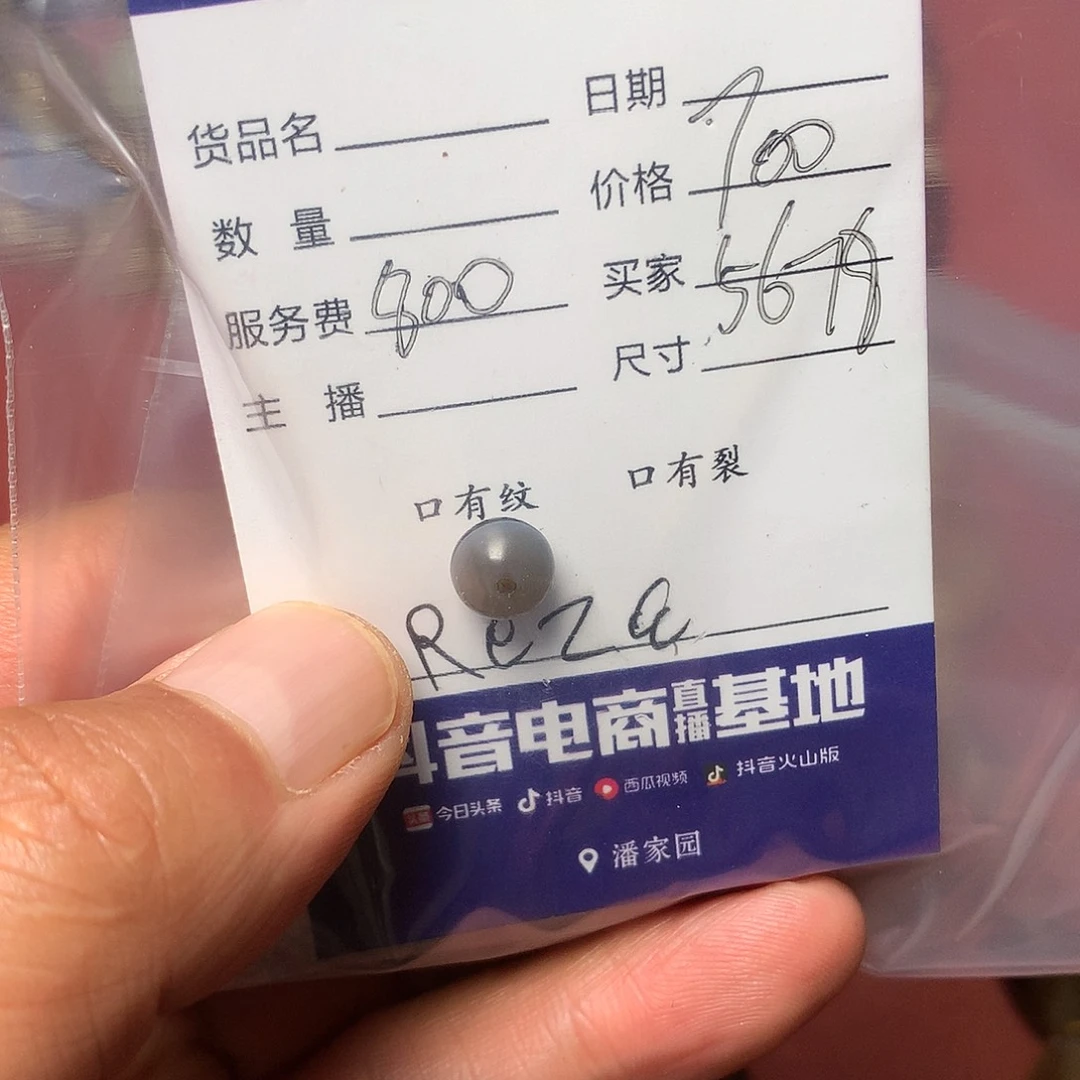 货品名 日期
数量 价格 700
服务费 800 买家 5679
主播 尺寸
口有纹 口有裂
Reza
抖音电商直播基地
今日头条 抖音 西瓜视频 抖音火山版
潘家园